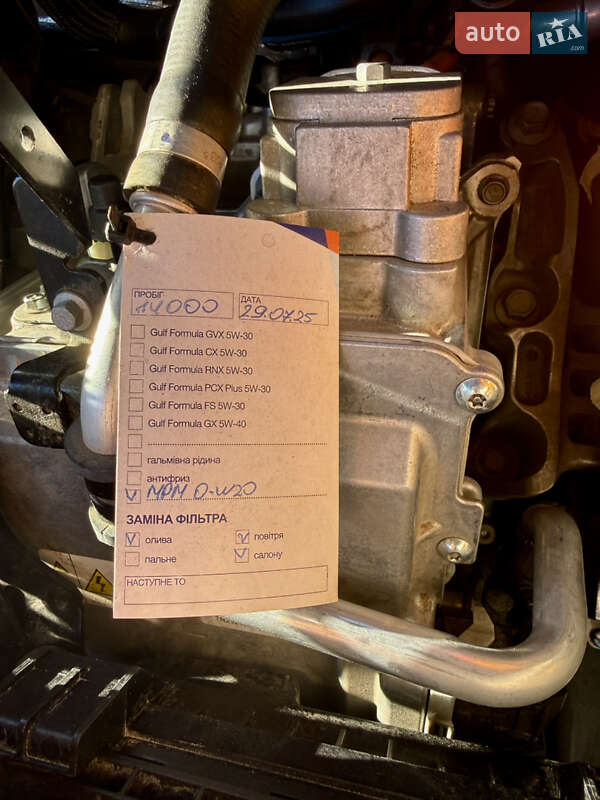 auto RIA .com
ПРОБІГ ДАТА
14000 29.07.25
Gulf Formula GVX 5W-30
Gulf Formula CX 5W-30
Gulf Formula RNX 5W-30
Gulf Formula PCX Plus 5W-30
Gulf Formula FS 5W-30
Gulf Formula GX 5W-40
гальмівна рідина
антифриз
MPM 0-W20
ЗАМІНА ФІЛЬТРА
олива повітря
пальне салону
НАСТУПНЕ ТО